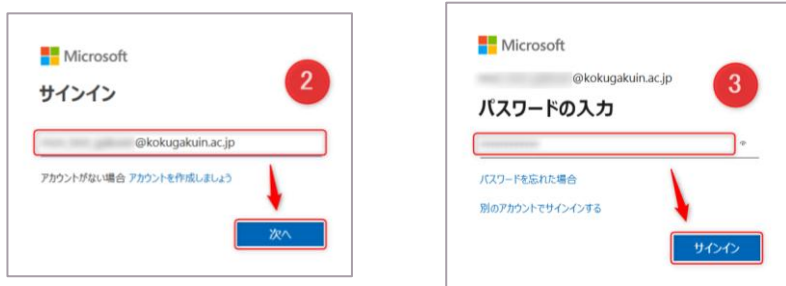 Microsoft
サインイン
2
@kokugakuin.ac.jp
アカウントがない場合 アカウントを作成しましょう
次へ
Microsoft
@kokugakuin.ac.jp
3
パスワードの入力
パスワードを忘れた場合
別のアカウントでサインインする
サインイン